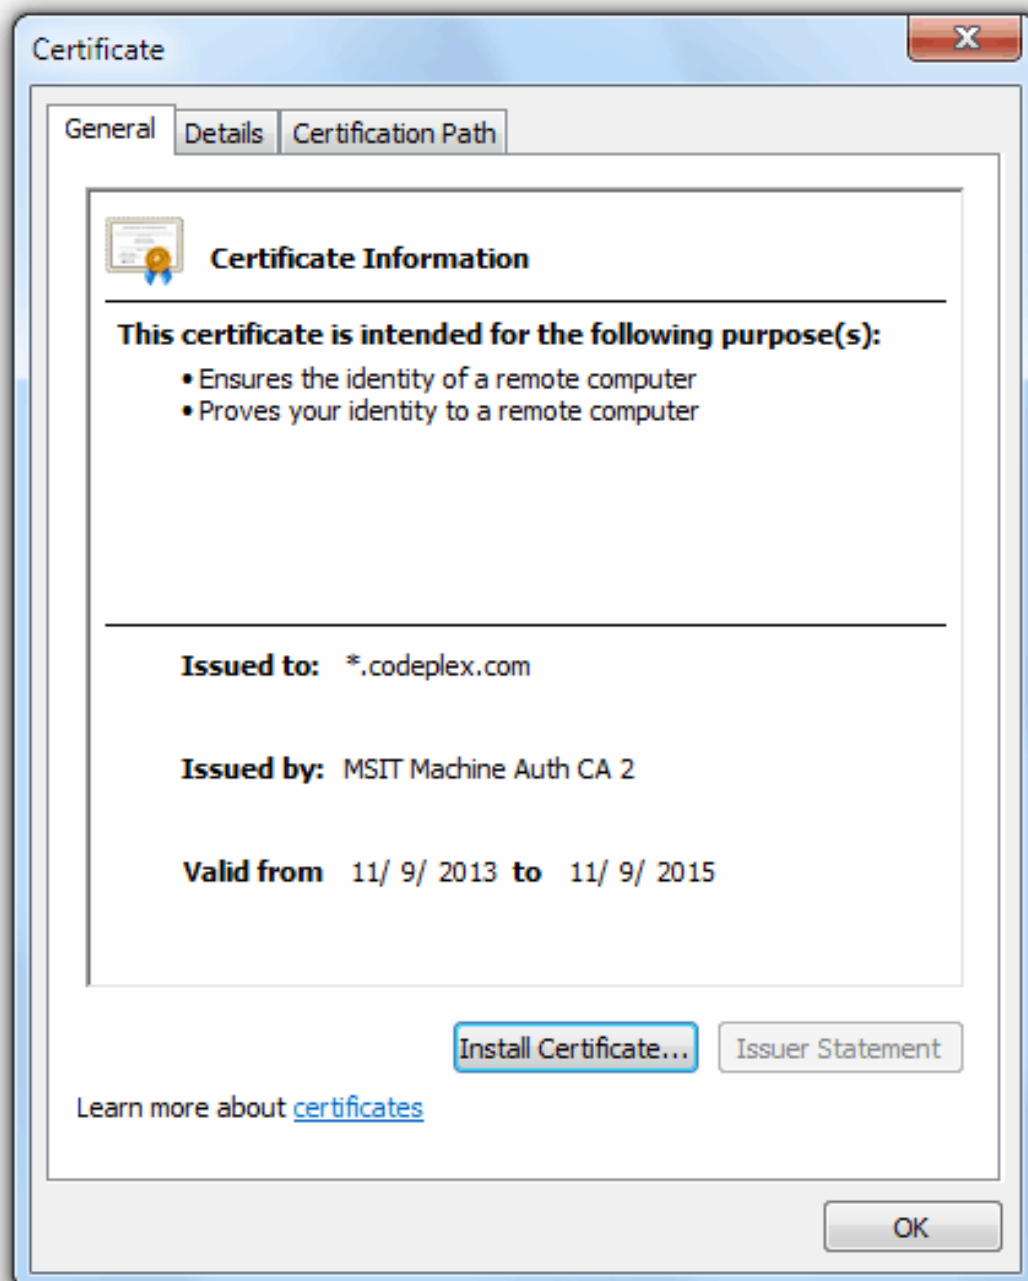 Certificate
General Details Certification Path
Certificate Information
This certificate is intended for the following purpose(s):
• Ensures the identity of a remote computer
• Proves your identity to a remote computer
Issued to: *.codeplex.com
Issued by: MSIT Machine Auth CA 2
Valid from 11/ 9/ 2013 to 11/ 9/ 2015
Install Certificate... Issuer Statement
Learn more about certificates
OK